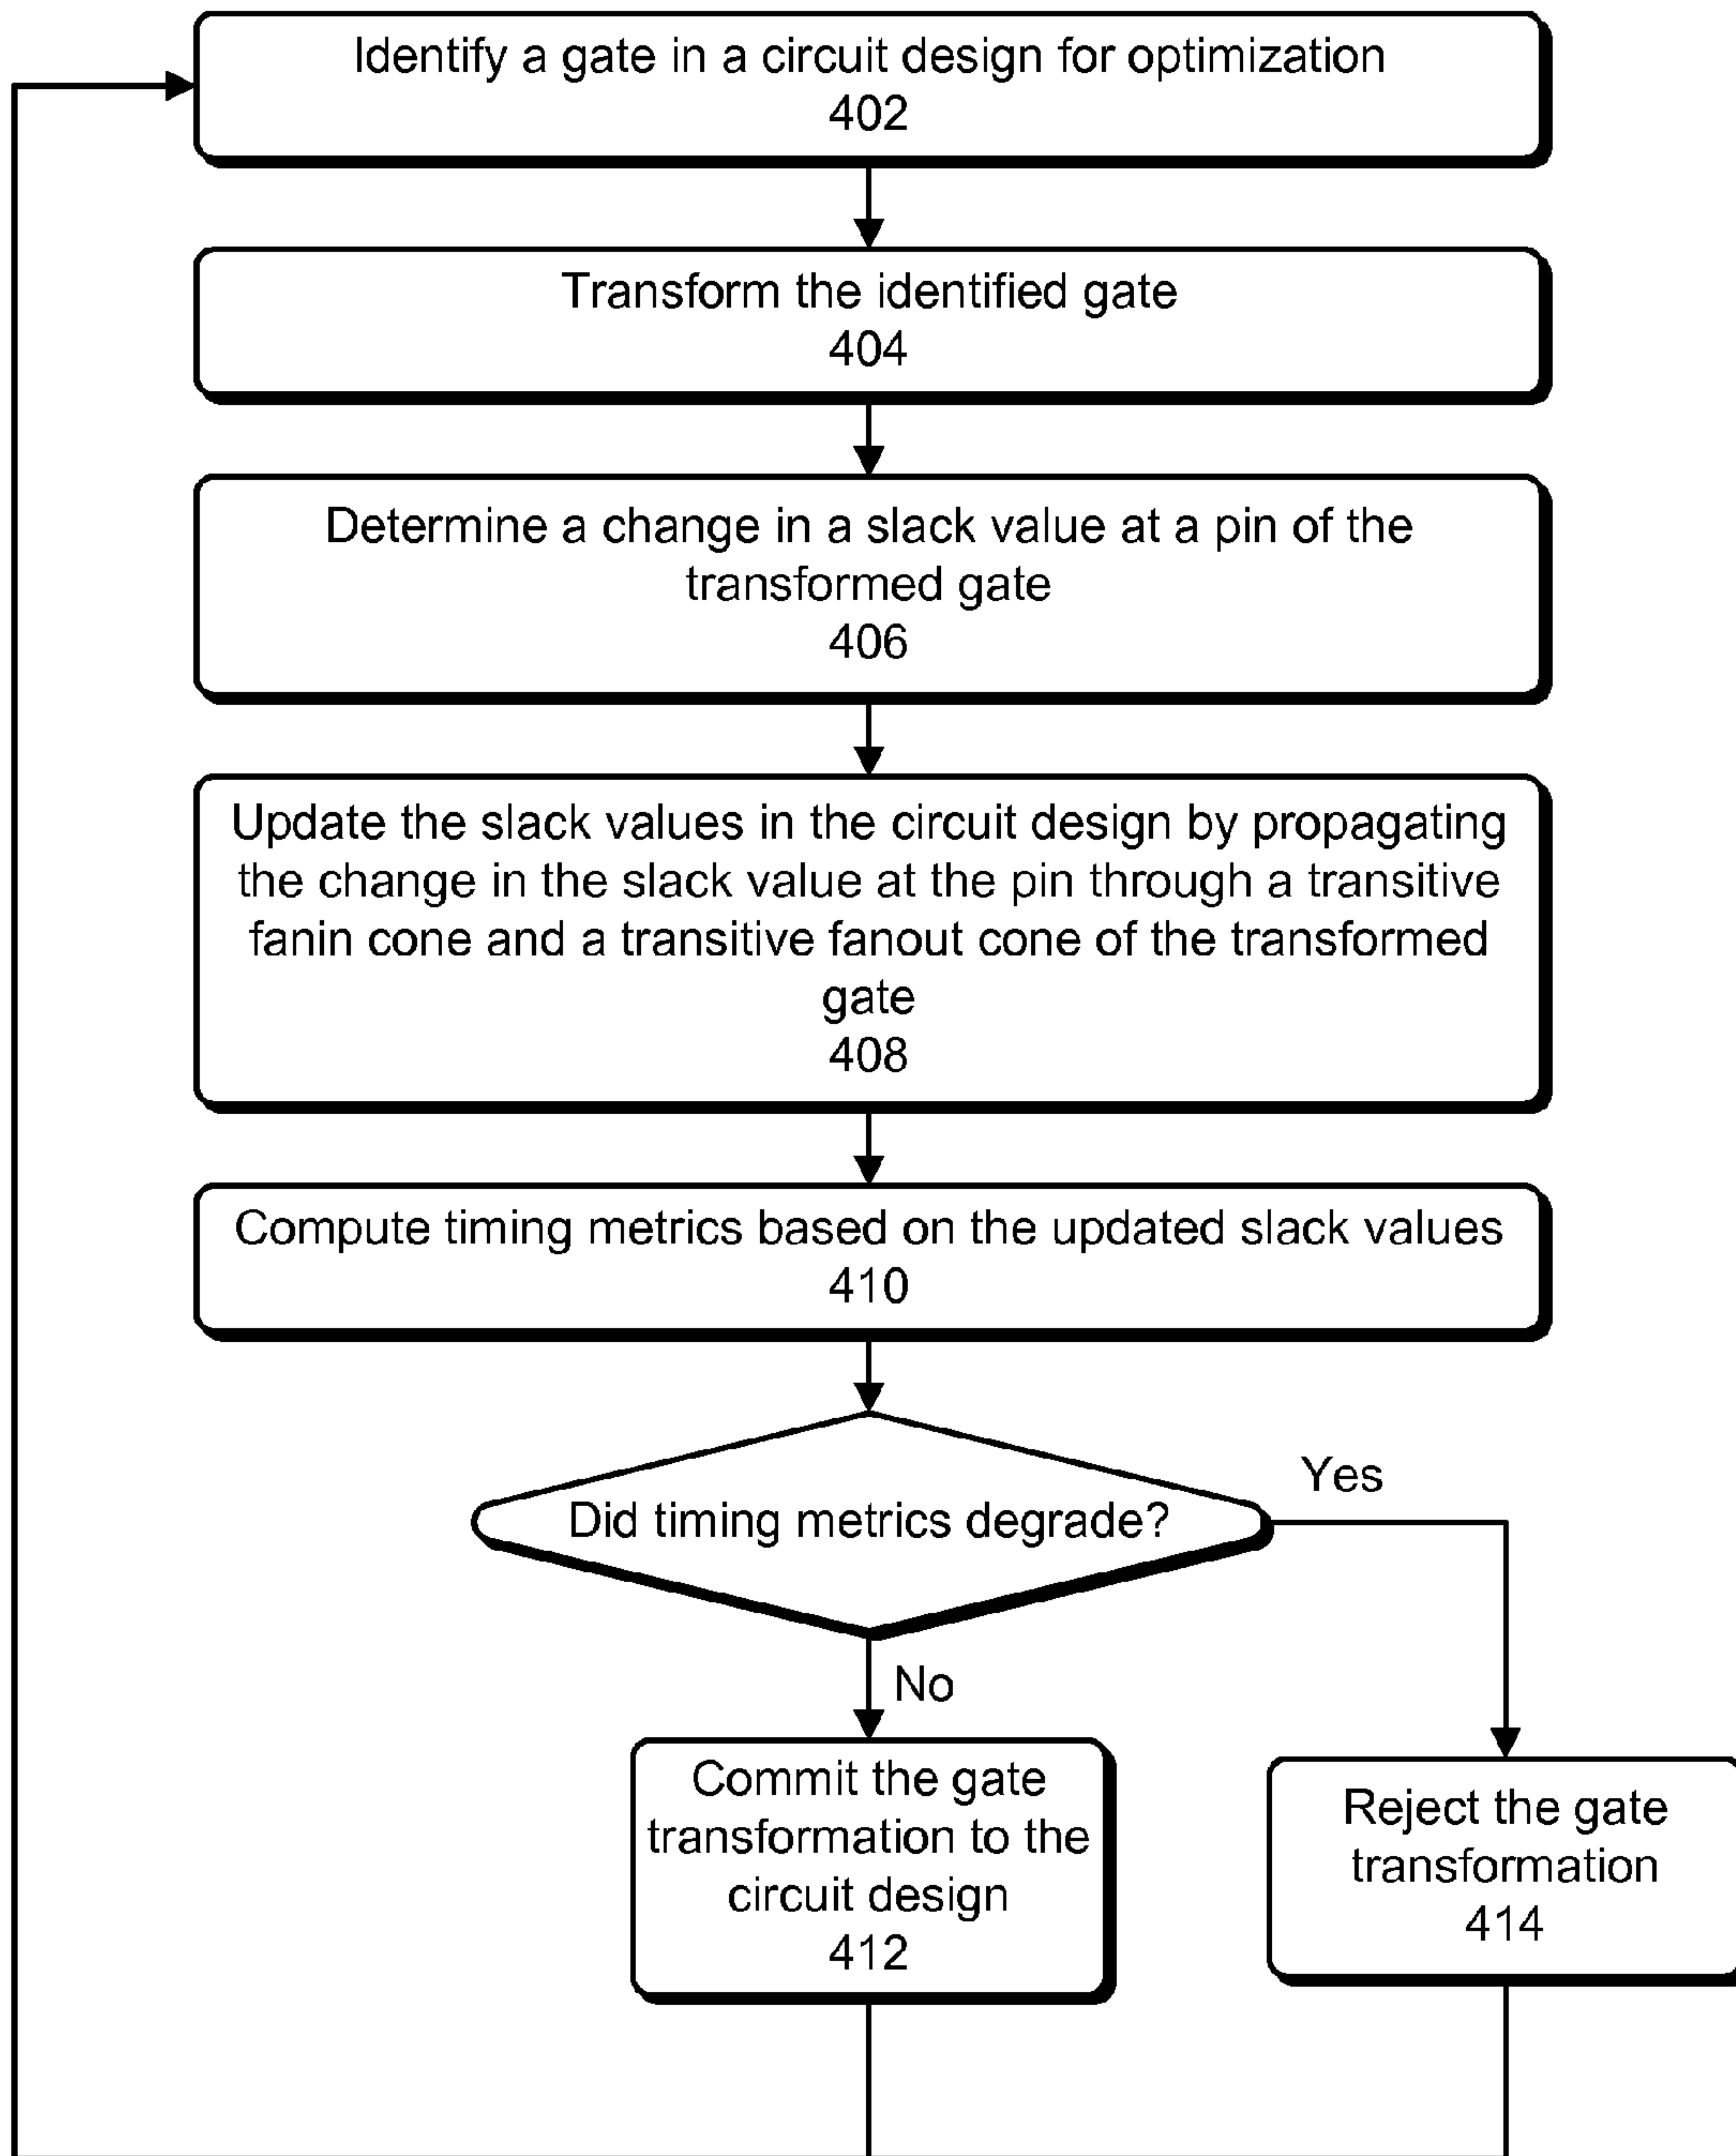 Identify a gate in a circuit design for optimization
402
Transform the identified gate
404
Determine a change in a slack value at a pin of the
transformed gate
406
Update the slack values in the circuit design by propagating
the change in the slack value at the pin through a transitive
fanin cone and a transitive fanout cone of the transformed
gate
408
Compute timing metrics based on the updated slack values
410
Did timing metrics degrade?
Yes
No
Commit the gate
transformation to the
circuit design
412
Reject the gate
transformation
414